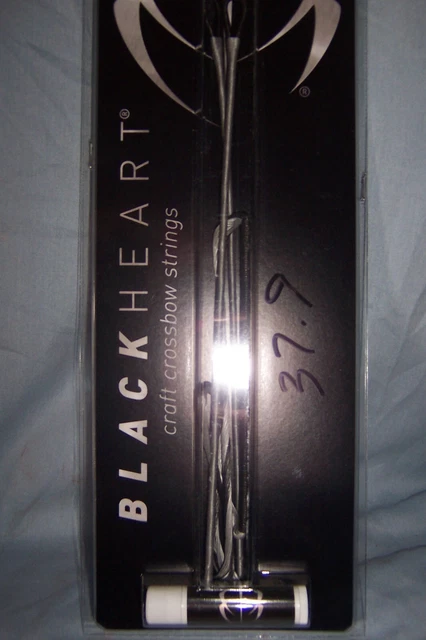 BLACKHEART®
craft crossbow strings
37.9
®